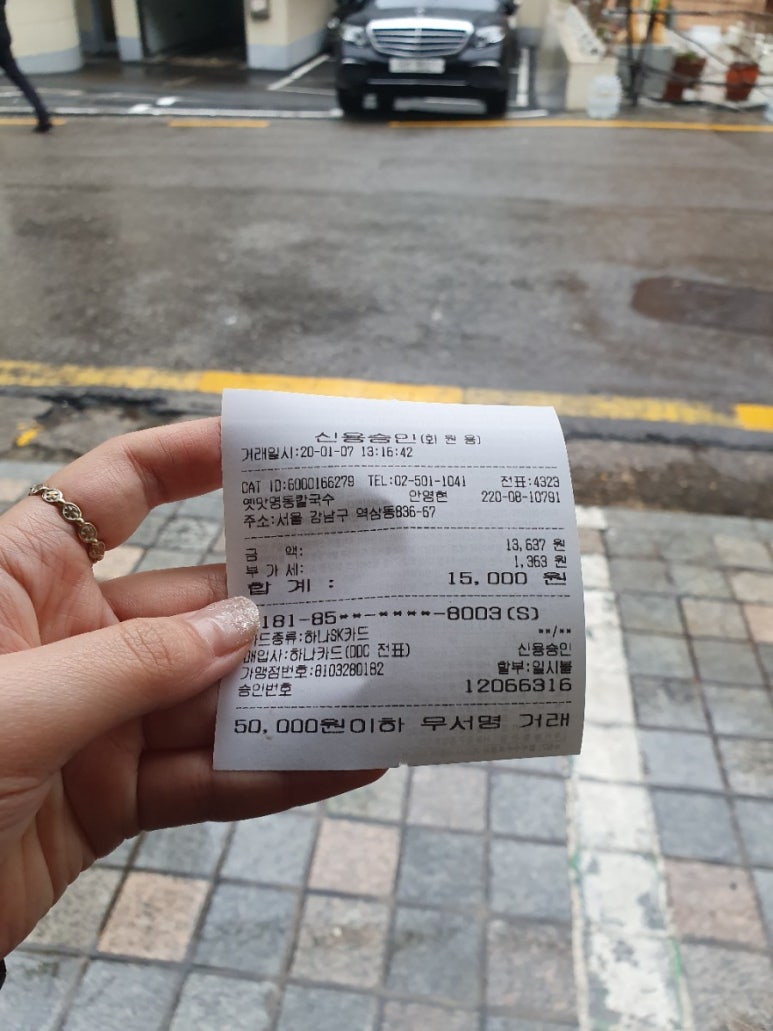 신용승인(회원용)
거래일시:20-01-07 13:16:42
CAT ID:6000166279 TEL:02-501-1041 전표:4323
옛맛명동칼국수 안영현 220-08-10791
주소:서울 강남구 역삼동836-57
금 액: 13,637 원
부 가 세: 1,363 원
합 계 : 15,000 원
181-85**-****-8003(S)
카드종류:하나SK카드 **/**
매입사:하나카드(DDC 전표) 신용승인
가맹점번호:8103280182 할부:일시불
승인번호 12066316
50,000원이하 무서명 거래